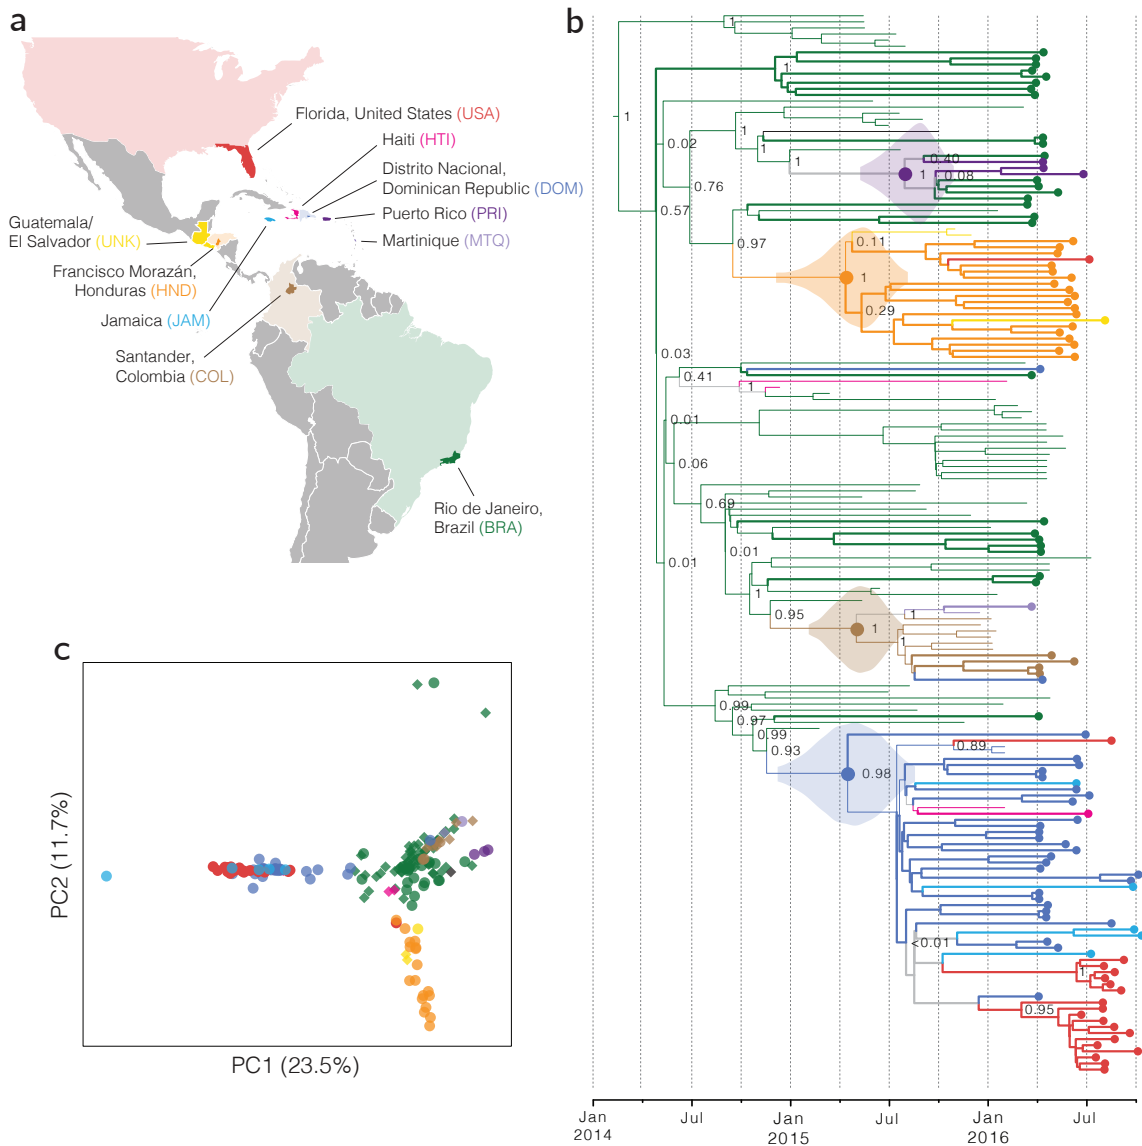 a
Florida, United States (USA)
Haiti (HTI)
Distrito Nacional,
Dominican Republic (DOM)
Puerto Rico (PRI)
Martinique (MTQ)
Guatemala/
El Salvador (UNK)
Francisco Morazán,
Honduras (HND)
Jamaica (JAM)
Santander,
Colombia (COL)
Rio de Janeiro,
Brazil (BRA)
b
1
1
1
0.02
1
1
1
0.40
1
0.08
0.76
0.57
0.97
0.11
1
0.29
0.03
0.41
1
0.01
0.06
0.69
0.01
0.01
1
0.95
1
1
1
0.99
0.97
0.99
0.93
0.89
0.98
<0.01
1
0.95
Jan
2014
Jul
Jan
2015
Jul
Jan
2016
Jul
c
PC2 (11.7%)
PC1 (23.5%)